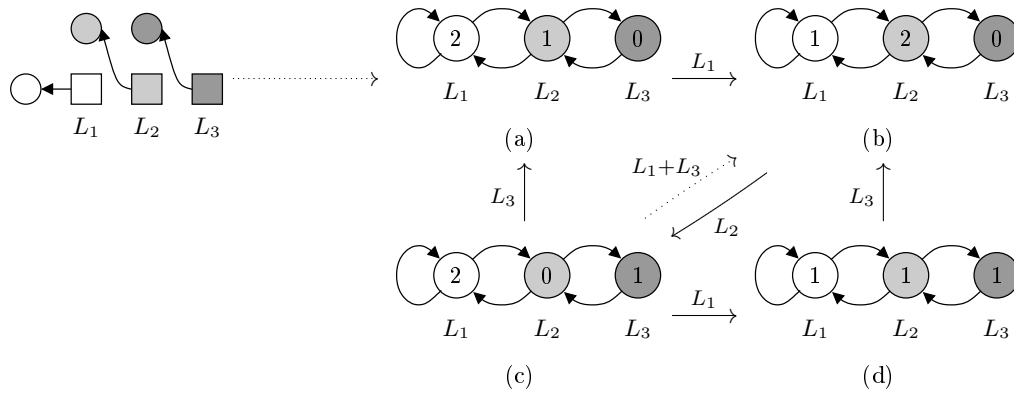 2 1 0
L₁ L₂ L₃
(a)
L₁
1 2 0
L₁ L₂ L₃
(b)
L₁ L₂ L₃
L₃
L₁+L₃
L₂
L₃
2 0 1
L₁ L₂ L₃
(c)
L₁
1 1 1
L₁ L₂ L₃
(d)